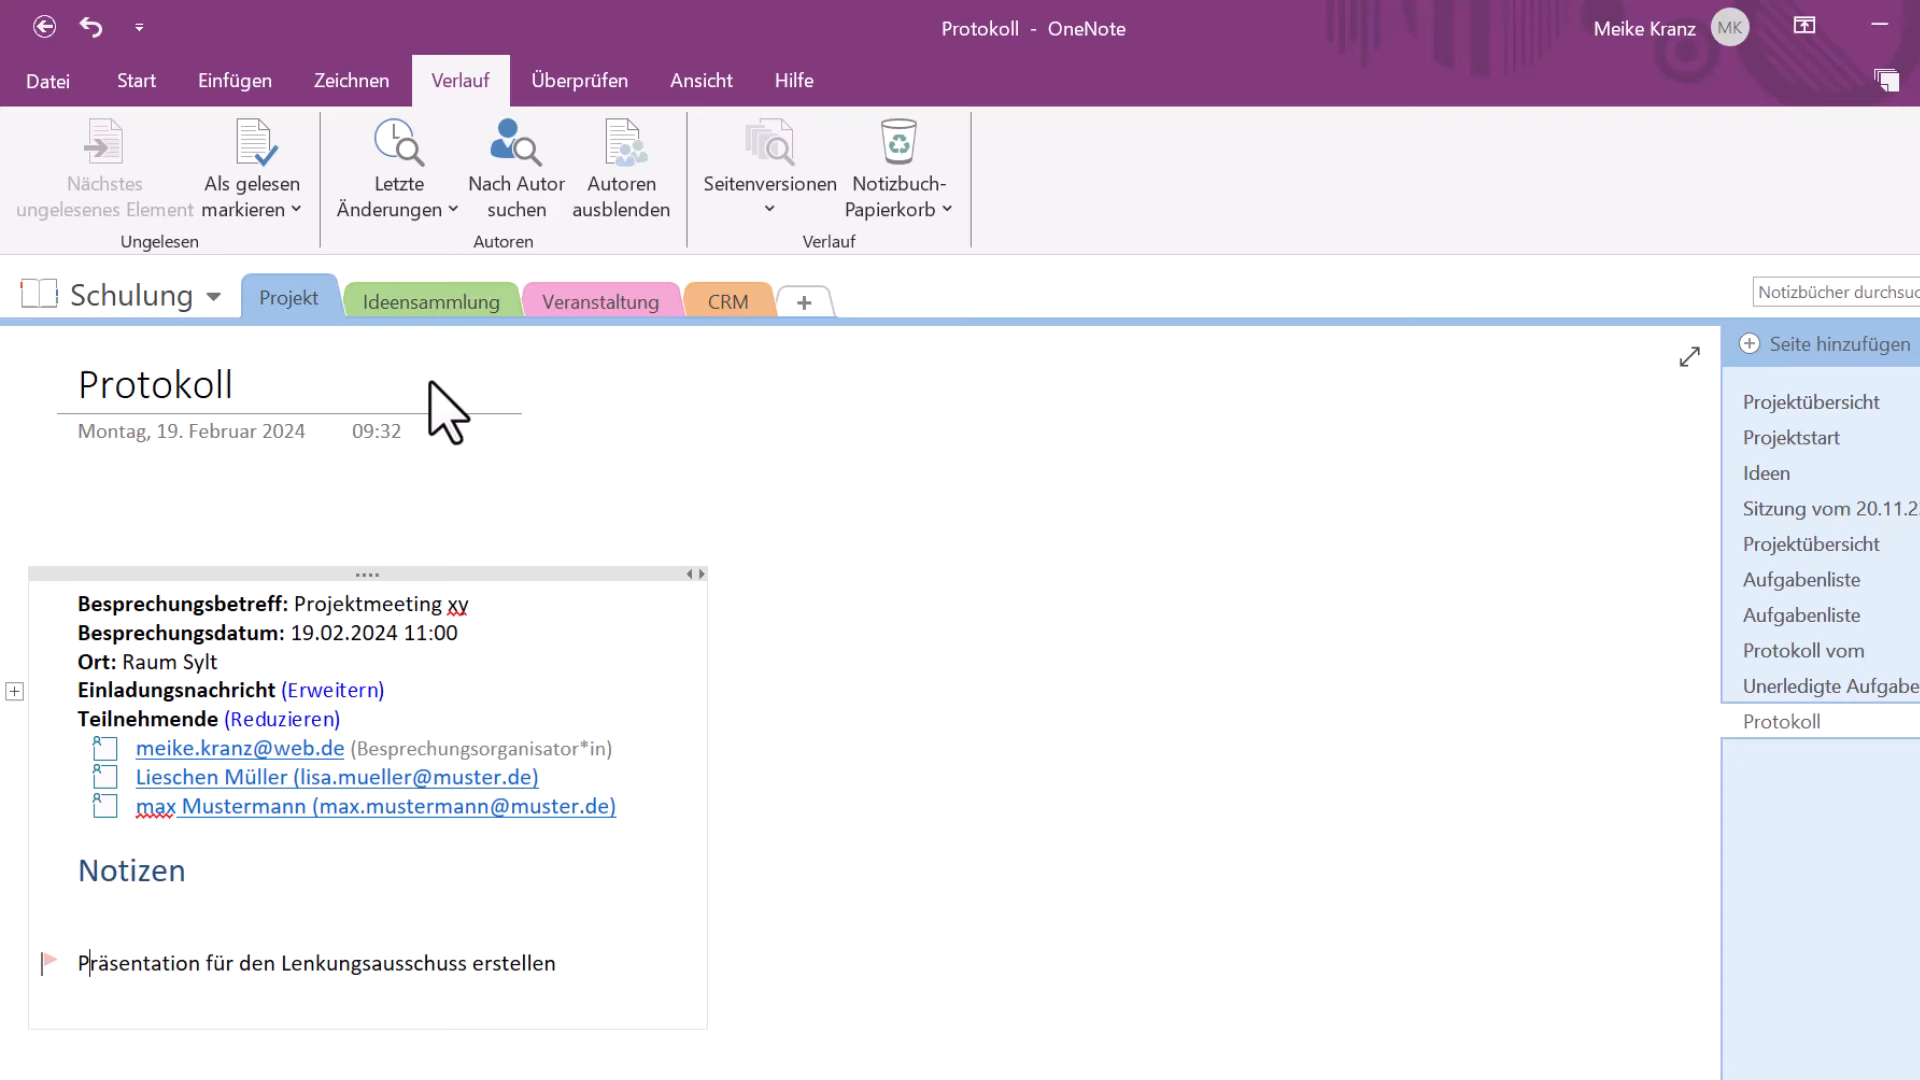 Protokoll - OneNote
Meike Kranz MK
Datei Start Einfügen Zeichnen Verlauf Überprüfen Ansicht Hilfe
Nächstes ungelesenes Element
Als gelesen markieren
Letzte Änderungen
Nach Autor suchen
Autoren ausblenden
Seitenversionen
Notizbuch-Papierkorb
Ungelesen Autoren Verlauf
Schulung Projekt Ideensammlung Veranstaltung CRM +
Notizbücher durchsuc
Seite hinzufügen
Projektübersicht
Projektstart
Ideen
Sitzung vom 20.11.2
Projektübersicht
Aufgabenliste
Aufgabenliste
Protokoll vom
Unerledigte Aufgabe
Protokoll
Protokoll
Montag, 19. Februar 2024 09:32
Besprechungsbetreff: Projektmeeting xy
Besprechungsdatum: 19.02.2024 11:00
Ort: Raum Sylt
Einladungsnachricht (Erweitern)
Teilnehmende (Reduzieren)
meike.kranz@web.de (Besprechungsorganisator*in)
Lieschen Müller (lisa.mueller@muster.de)
max Mustermann (max.mustermann@muster.de)
Notizen
Präsentation für den Lenkungsausschuss erstellen